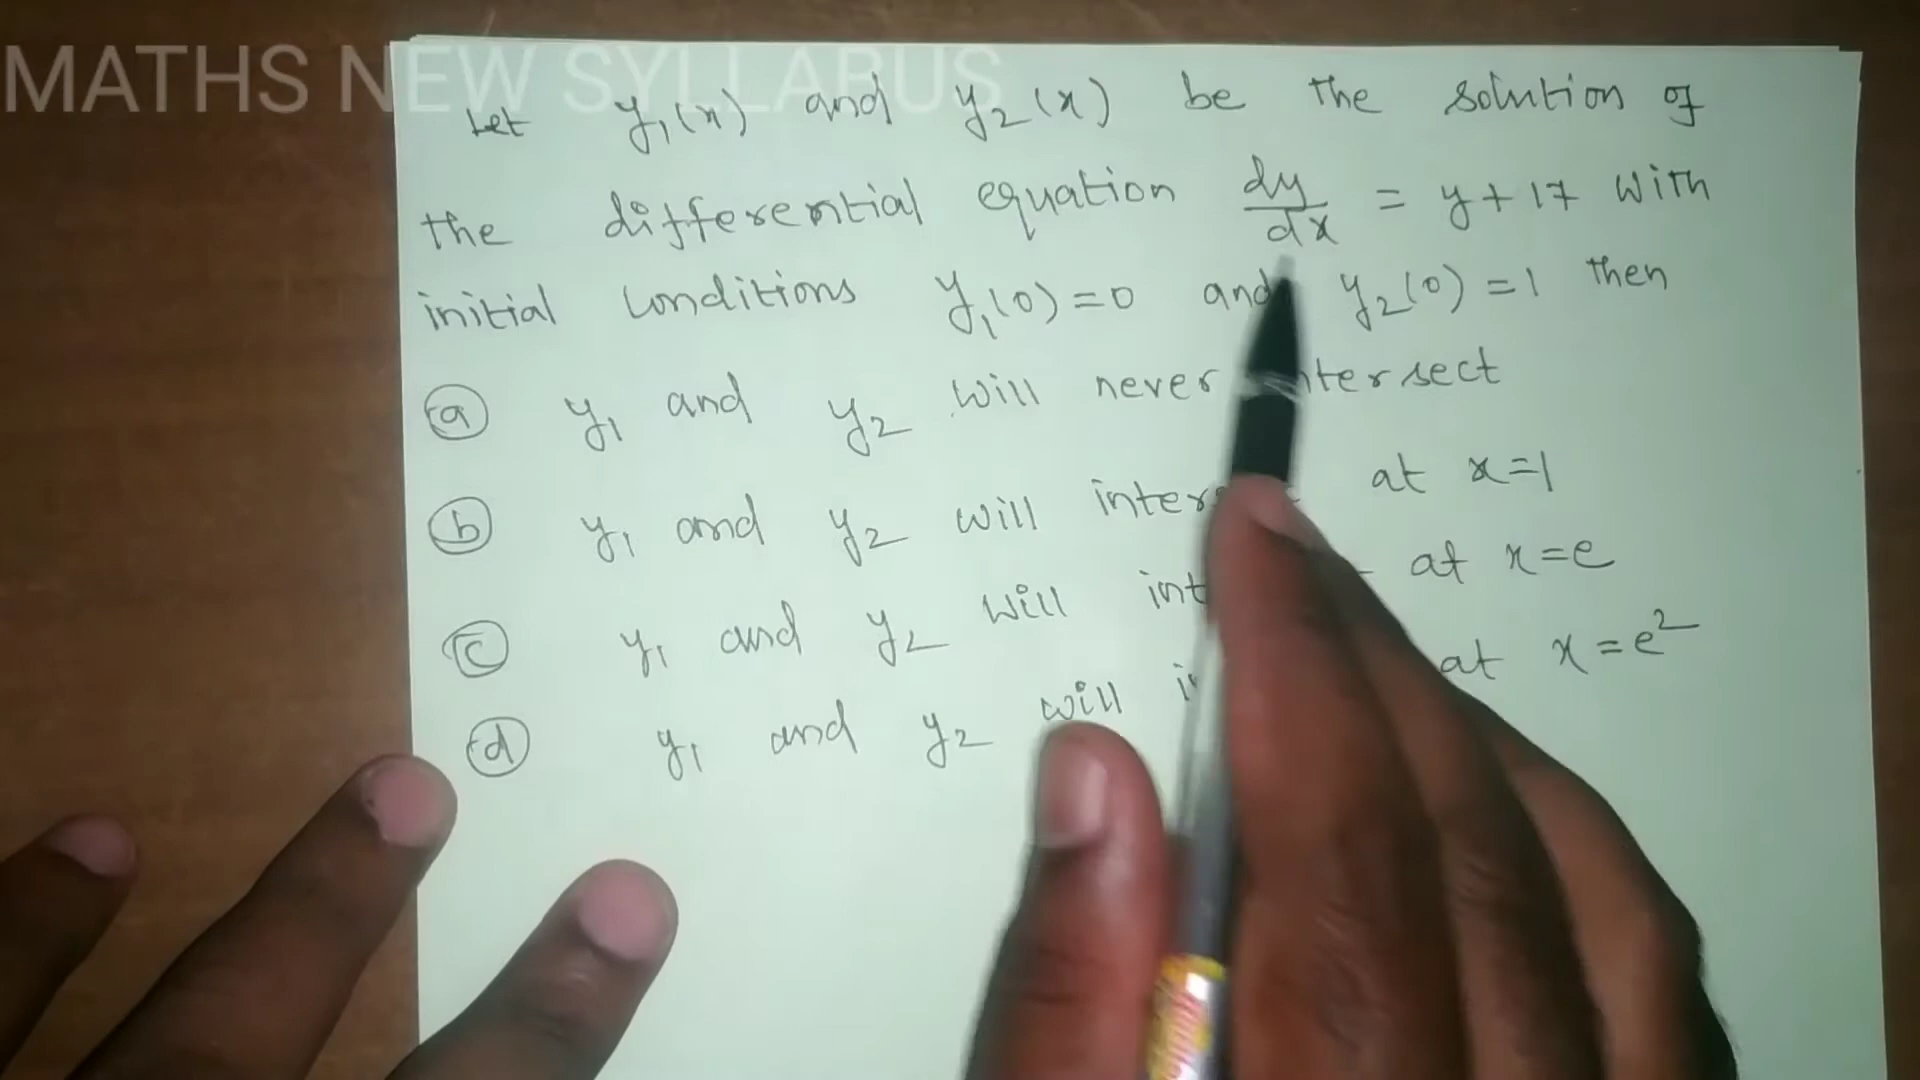 MATHS NEW SYLLABUS
Let y₁(x) and y₂(x) be the solution of
the differential equation dy/dx = y+17 with
initial conditions y₁(0)=0 and y₂(0)=1 then
(a) y₁ and y₂ will never intersect
(b) y₁ and y₂ will at x=1
(c) y₁ and y₂ will at x=e
(d) y₁ and y₂ will at x=e²